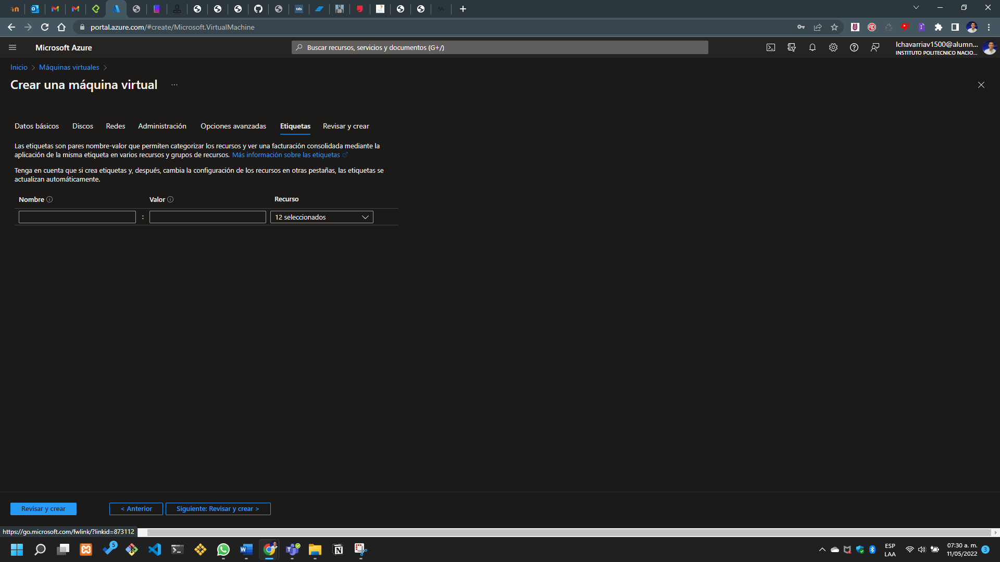 portal.azure.com/#create/Microsoft.VirtualMachine
Microsoft Azure
Buscar recursos, servicios y documentos (G+/)
lchavarriav1500@alumn...
INSTITUTO POLITECNICO NACIO...
Inicio > Máquinas virtuales >
Crear una máquina virtual ...
Datos básicos Discos Redes Administración Opciones avanzadas Etiquetas Revisar y crear
Las etiquetas son pares nombre-valor que permiten categorizar los recursos y ver una facturación consolidada mediante la
aplicación de la misma etiqueta en varios recursos y grupos de recursos. Más información sobre las etiquetas
Tenga en cuenta que si crea etiquetas y, después, cambia la configuración de los recursos en otras pestañas, las etiquetas se
actualizan automáticamente.
Nombre Valor Recurso
: 12 seleccionados
Revisar y crear < Anterior Siguiente: Revisar y crear >
https://go.microsoft.com/fwlink/?linkid=873112
5
ESP
LAA
07:30 a. m.
11/05/2022
3